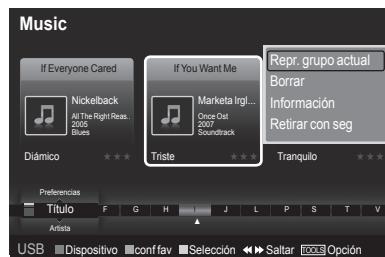 Music
If Everyone Cared
Nickelback
All The Right Reas..
2005
Blues
Diámico
If You Want Me
Marketa Irgl...
Once Ost
2007
Soundtrack
Triste
Repr. grupo actual
Borrar
Información
Retirar con seg
Tranquilo
Preferencias
Título F G H I J L P S T V
Artista
USB Dispositivo conf fav Selección Saltar TOOLS Opción